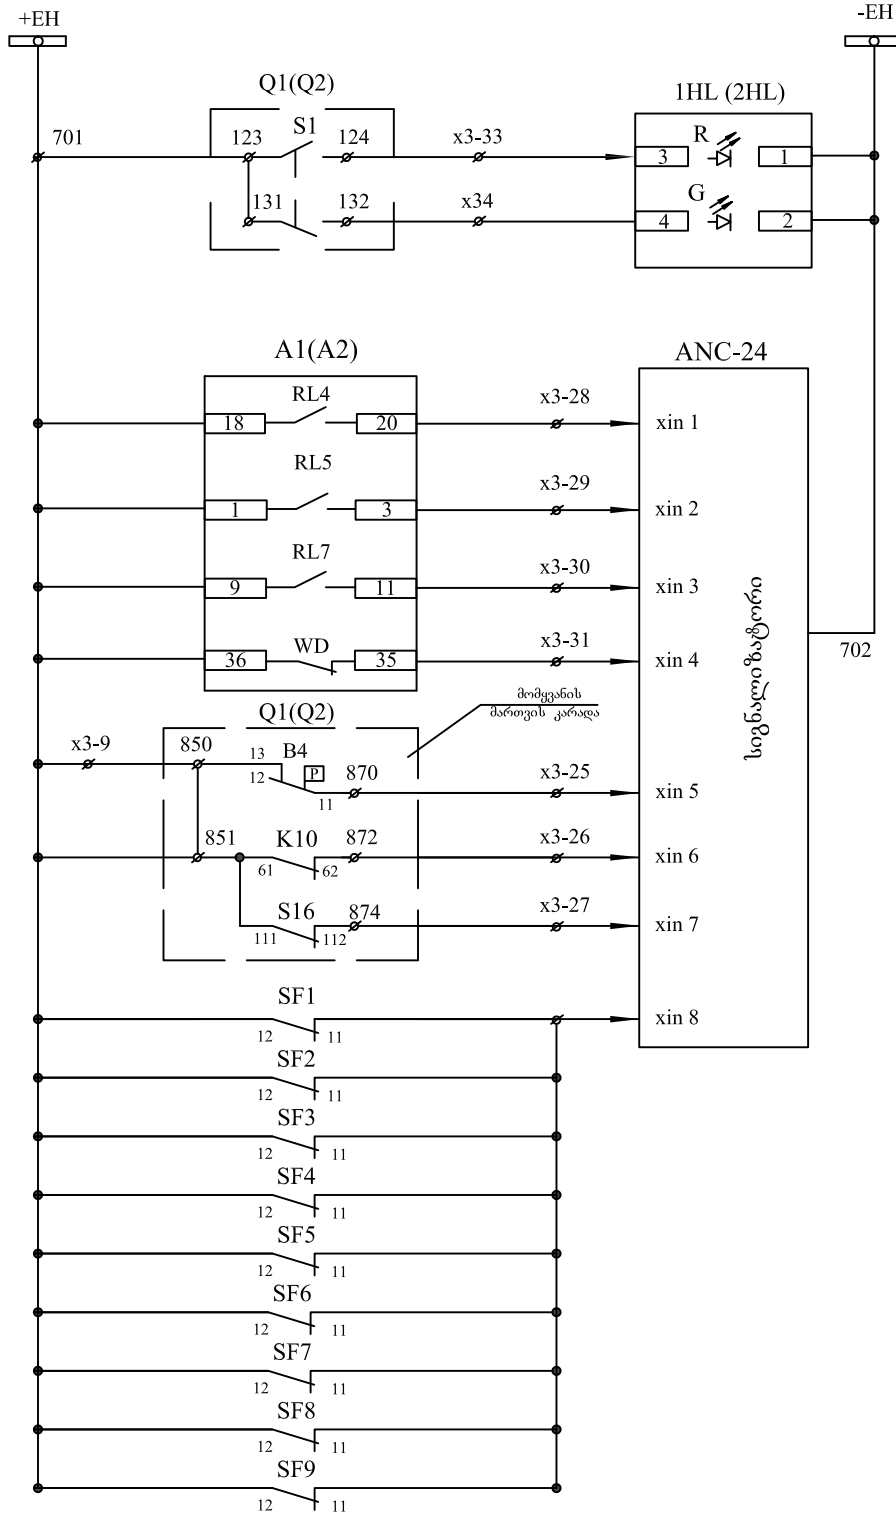 +EH
-EH
Q1(Q2)
1HL (2HL)
701
123
S1
124
x3-33
3
R
1
131
132
x34
4
G
2
A1(A2)
ANC-24
RL4
18
20
x3-28
xin 1
RL5
1
3
x3-29
xin 2
RL7
9
11
x3-30
xin 3
WD
36
35
x3-31
xin 4
702
სიგნალიზატორი
მომყვანის
მართვის კარადა
Q1(Q2)
x3-9
850
13
B4
12
P
11
870
x3-25
xin 5
851
K10
61
62
872
x3-26
xin 6
S16
111
112
874
x3-27
xin 7
SF1
12
11
xin 8
SF2
12
11
SF3
12
11
SF4
12
11
SF5
12
11
SF6
12
11
SF7
12
11
SF8
12
11
SF9
12
11